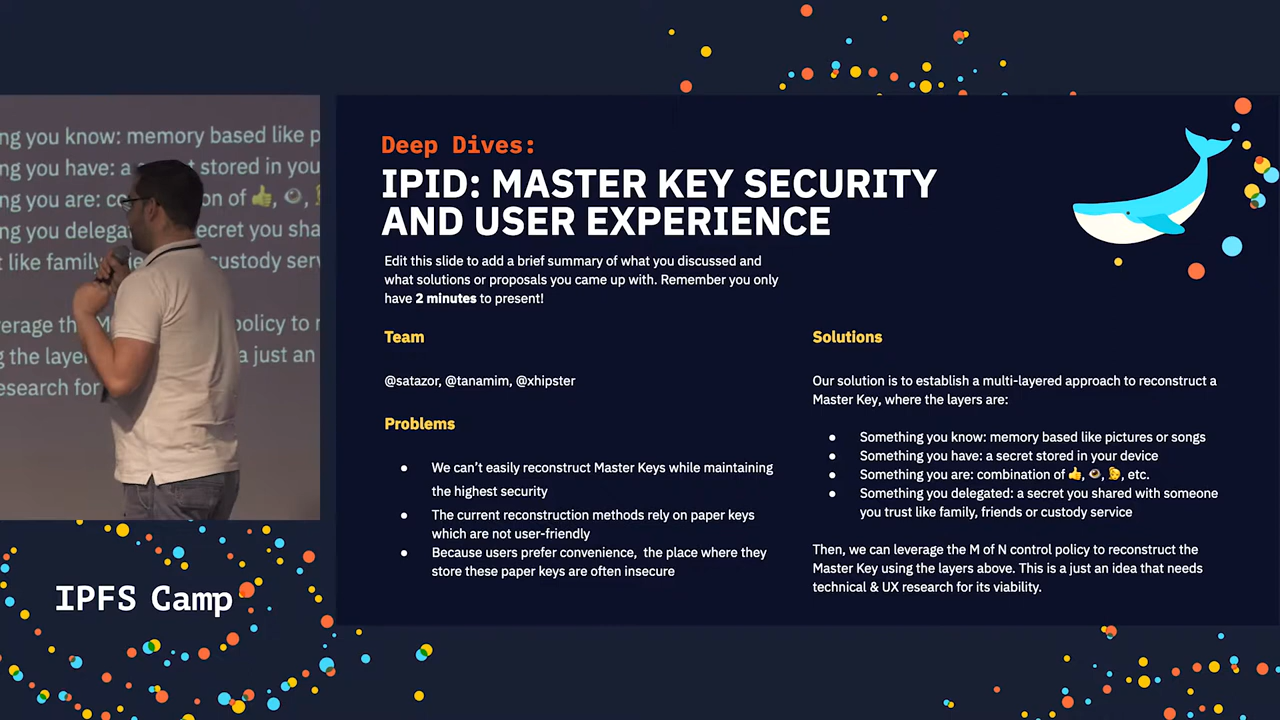 ng you know: memory based like p
ng you have: a stored in you
ng you are: co on of 👍, 👁,
ng you delega ecret you sha
t like family custody serv
verage the M policy to r
g the laye a just an
esearch for
Deep Dives:
IPID: MASTER KEY SECURITY
AND USER EXPERIENCE
Edit this slide to add a brief summary of what you discussed and
what solutions or proposals you came up with. Remember you only
have 2 minutes to present!
Team
@satazor, @tanamim, @xhipster
Problems
● We can't easily reconstruct Master Keys while maintaining
the highest security
● The current reconstruction methods rely on paper keys
which are not user-friendly
● Because users prefer convenience, the place where they
store these paper keys are often insecure
Solutions
Our solution is to establish a multi-layered approach to reconstruct a
Master Key, where the layers are:
● Something you know: memory based like pictures or songs
● Something you have: a secret stored in your device
● Something you are: combination of 👍, 👁, 🙋, etc.
● Something you delegated: a secret you shared with someone
you trust like family, friends or custody service
Then, we can leverage the M of N control policy to reconstruct the
Master Key using the layers above. This is a just an idea that needs
technical & UX research for its viability.
IPFS Camp